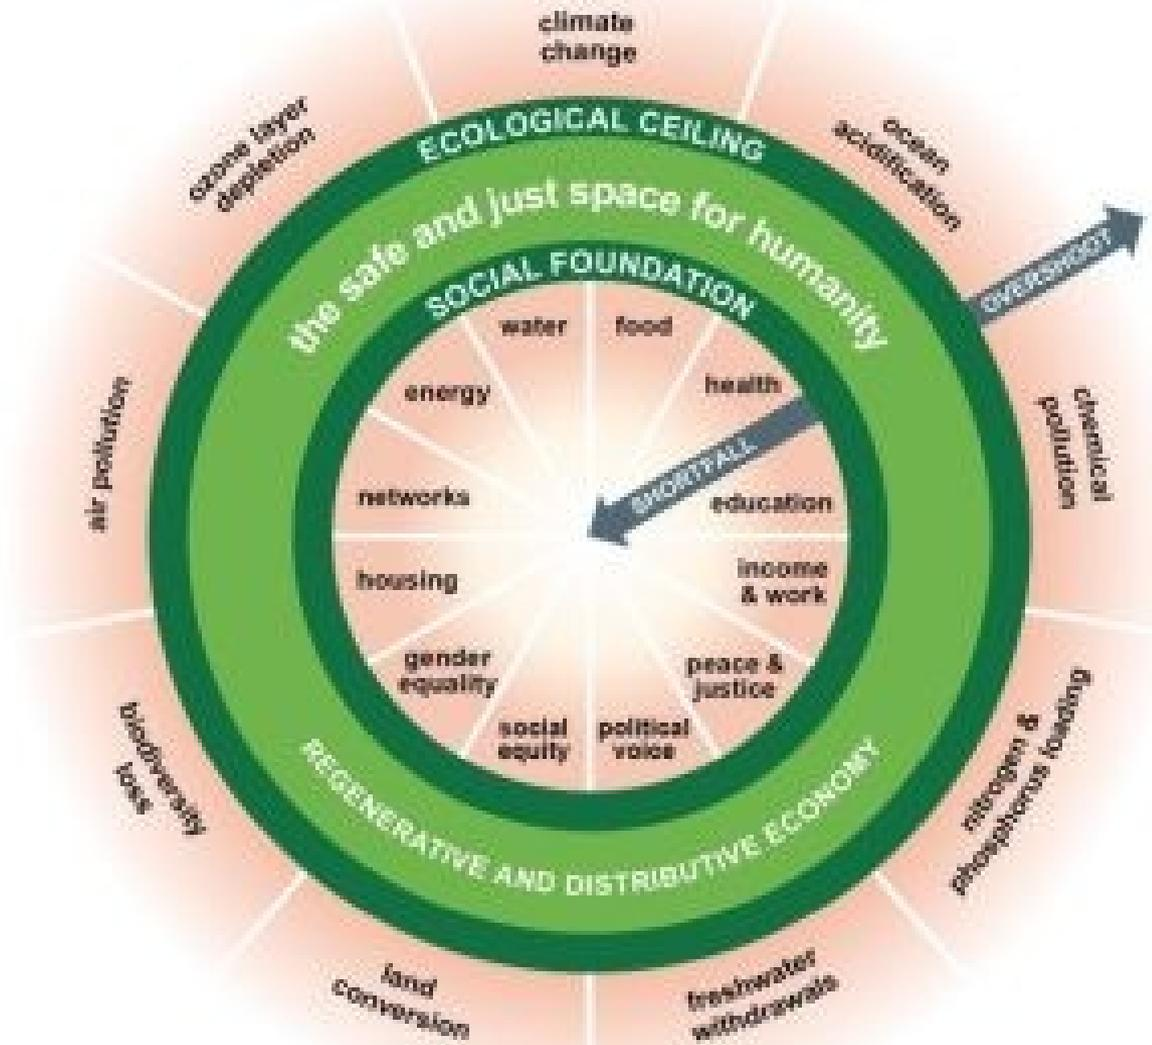 climate
change
ozone layer
depletion
ocean
acidification
ECOLOGICAL CEILING
the safe and just space for humanity
OVERSHOOT
SOCIAL FOUNDATION
water
food
energy
health
SHORTFALL
air pollution
chemical
pollution
networks
education
housing
income
& work
gender
equality
peace &
justice
social
equity
political
voice
biodiversity
loss
nitrogen &
phosphorus loading
REGENERATIVE AND DISTRIBUTIVE ECONOMY
land
conversion
freshwater
withdrawals